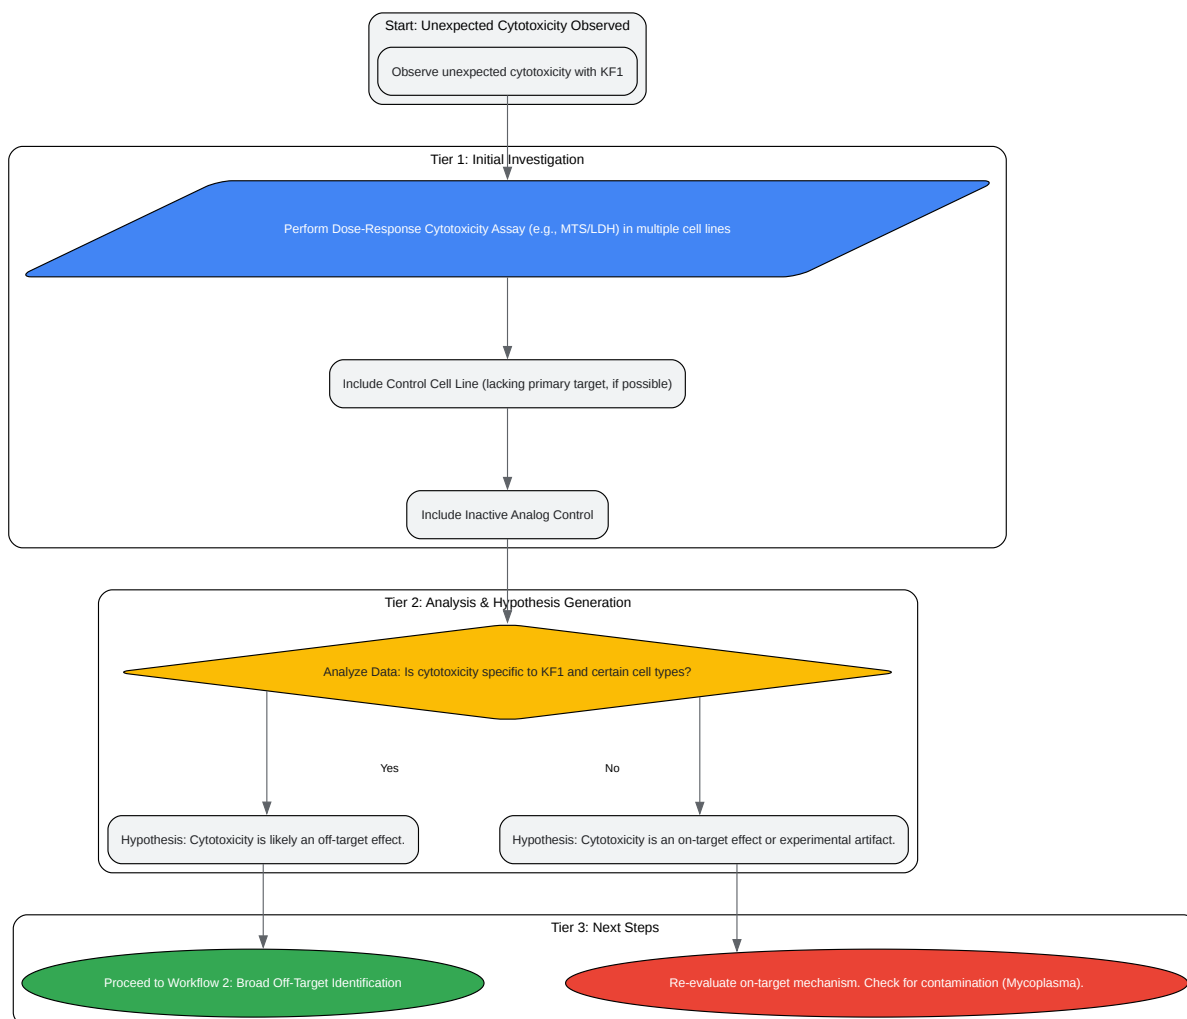 Start: Unexpected Cytotoxicity Observed
Observe unexpected cytotoxicity with KF1
Tier 1: Initial Investigation
Perform Dose-Response Cytotoxicity Assay (e.g., MTS/LDH) in multiple cell lines
Include Control Cell Line (lacking primary target, if possible)
Include Inactive Analog Control
Tier 2: Analysis & Hypothesis Generation
Analyze Data: Is cytotoxicity specific to KF1 and certain cell types?
Yes
No
Hypothesis: Cytotoxicity is likely an off-target effect.
Hypothesis: Cytotoxicity is an on-target effect or experimental artifact.
Tier 3: Next Steps
Proceed to Workflow 2: Broad Off-Target Identification
Re-evaluate on-target mechanism. Check for contamination (Mycoplasma).